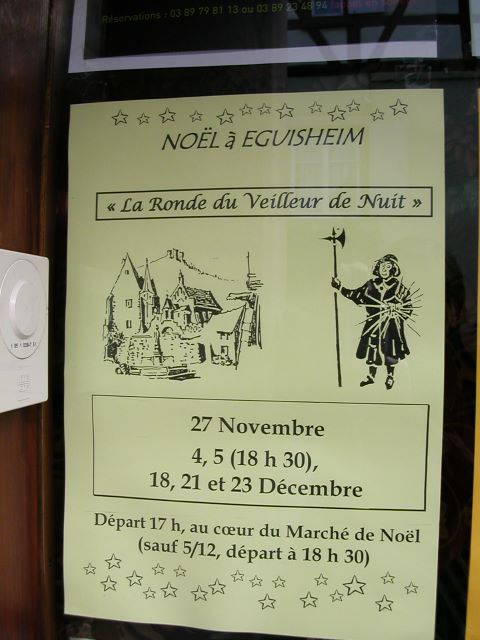 Réservations : 03 89 79 81 13 ou 03 89 23 48 94
NOËL à EGUISHEIM
« La Ronde du Veilleur de Nuit »
27 Novembre
4, 5 (18 h 30),
18, 21 et 23 Décembre
Départ 17 h, au cœur du Marché de Noël
(sauf 5/12, départ à 18 h 30)